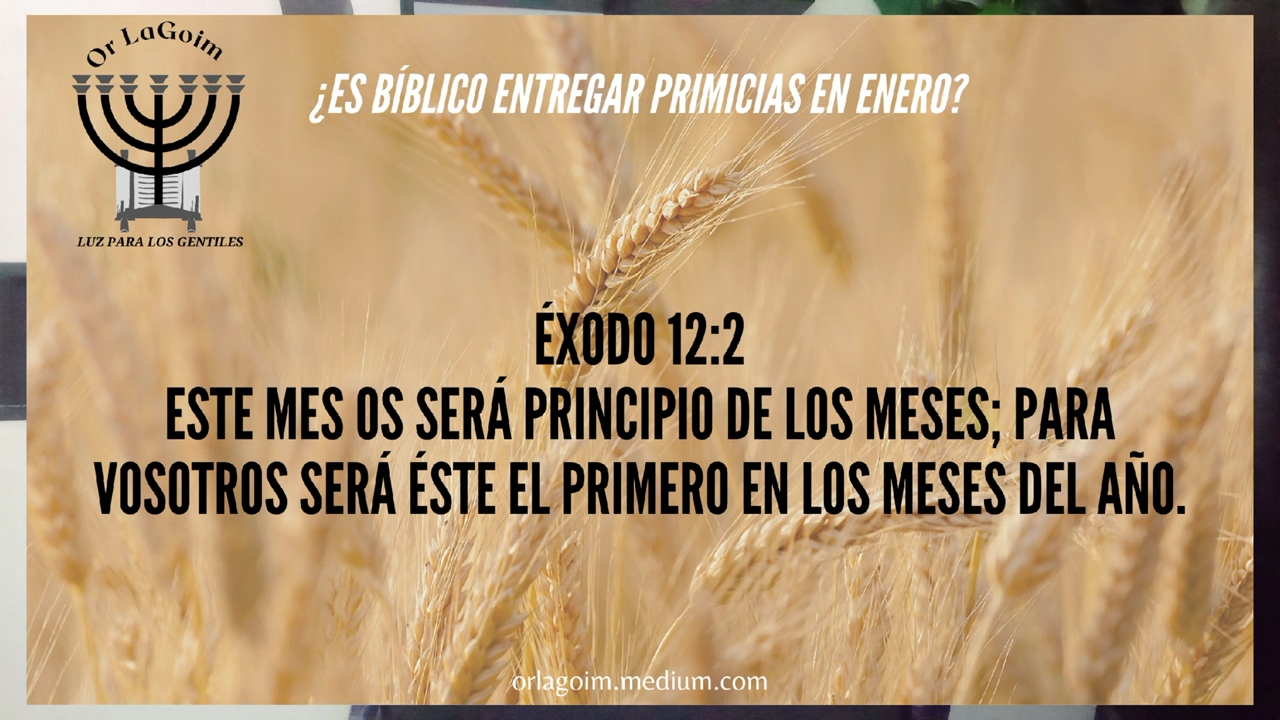 Or LaGoim
LUZ PARA LOS GENTILES
¿ES BÍBLICO ENTREGAR PRIMICIAS EN ENERO?
ÉXODO 12:2
ESTE MES OS SERÁ PRINCIPIO DE LOS MESES; PARA
VOSOTROS SERÁ ÉSTE EL PRIMERO EN LOS MESES DEL AÑO.
orlagoim.medium.com